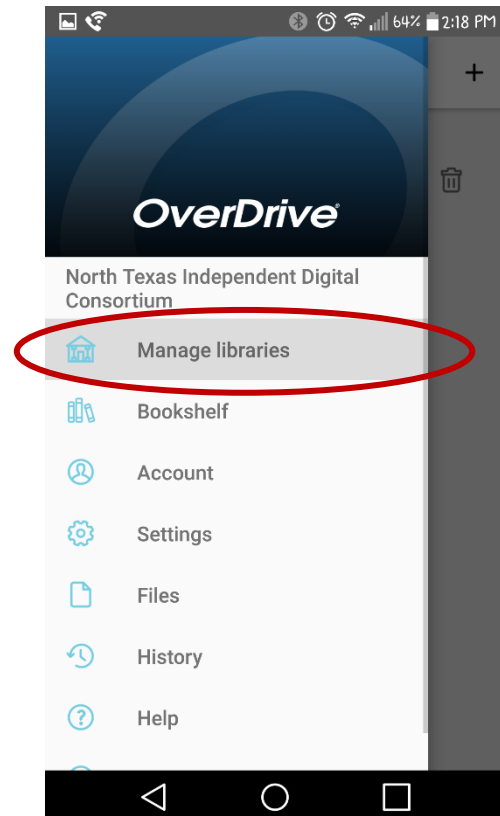 64% 2:18 PM
OverDrive®
North Texas Independent Digital
Consortium
Manage libraries
Bookshelf
Account
Settings
Files
History
Help